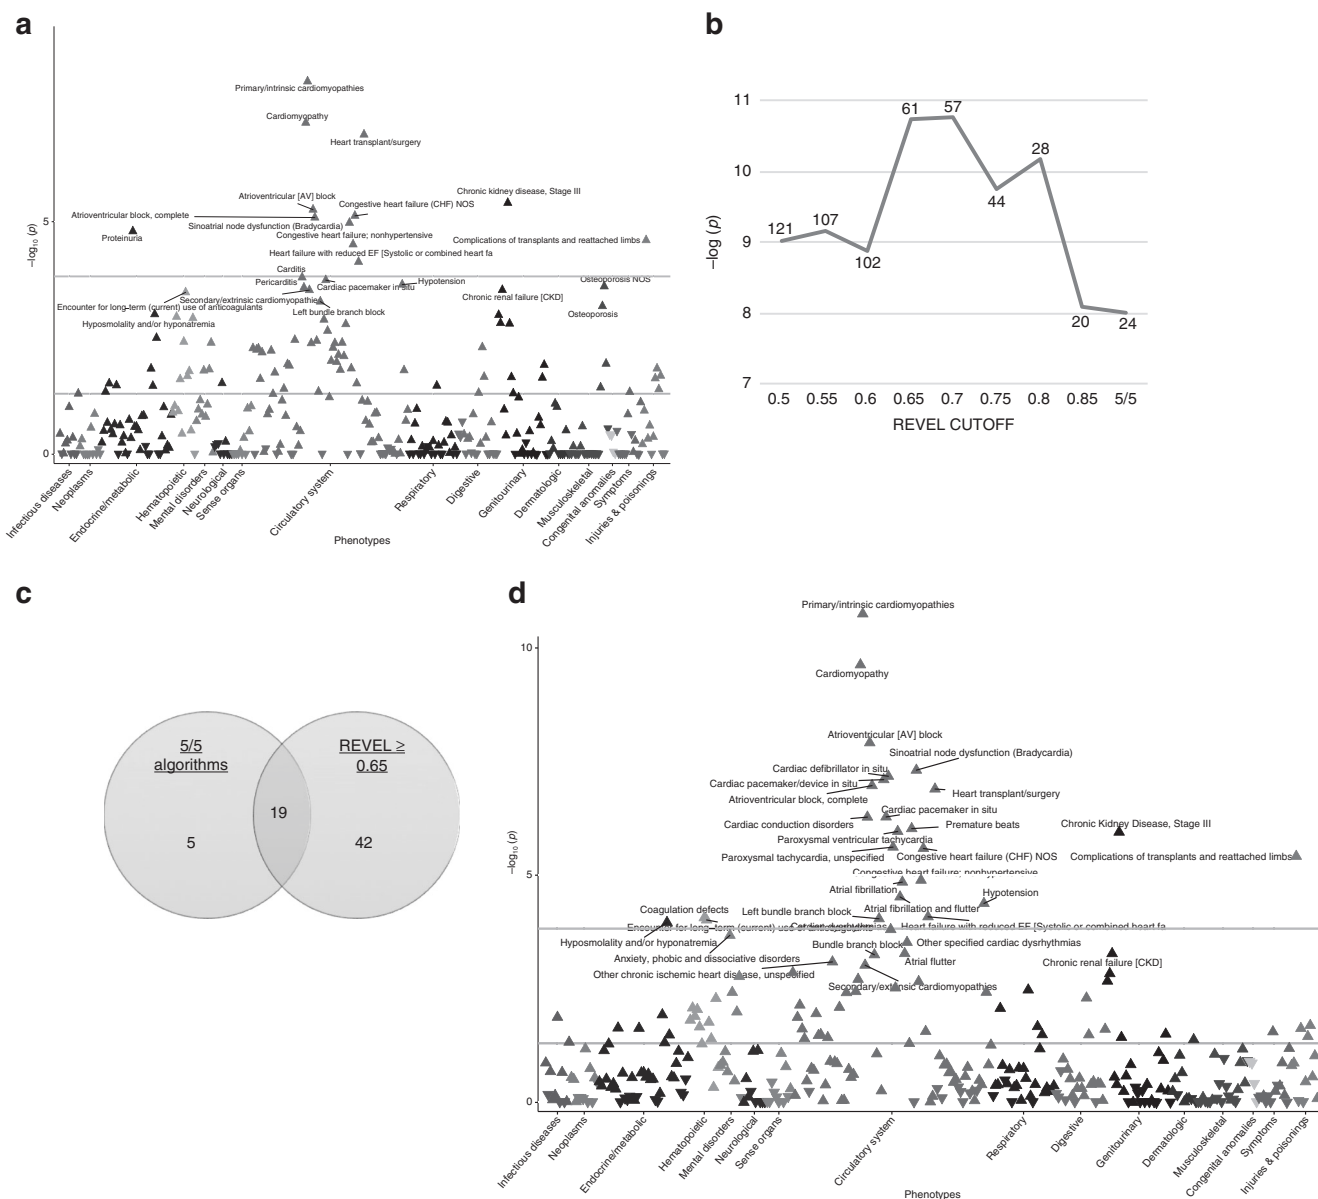 a
Primary/intrinsic cardiomyopathies
Cardiomyopathy
Heart transplant/surgery
Chronic kidney disease, Stage III
Atrioventricular [AV] block
Congestive heart failure (CHF) NOS
Atrioventricular block, complete
Sinoatrial node dysfunction (Bradycardia)
5
Proteinuria
Congestive heart failure; nonhypertensive
Complications of transplants and reattached limbs
Heart failure with reduced EF [Systolic or combined heart fa
Carditis
Pericarditis
Cardiac pacemaker in situ
Hypotension
Osteoporosis NOS
Secondary/extrinsic cardiomyopathies
Chronic renal failure [CKD]
Encounter for long-term (current) use of anticoagulants
Left bundle branch block
Osteoporosis
Hyposmolality and/or hyponatremia
0
−log₁₀ (p)
Infectious diseases
Neoplasms
Endocrine/metabolic
Hematopoietic
Mental disorders
Neurological
Sense organs
Circulatory system
Respiratory
Digestive
Genitourinary
Dermatologic
Musculoskeletal
Congenital anomalies
Symptoms
Injuries & poisonings
Phenotypes
b
11
10
9
8
7
−log (p)
121
107
102
61
57
44
28
20
24
0.5 0.55 0.6 0.65 0.7 0.75 0.8 0.85 5/5
REVEL CUTOFF
c
5/5
algorithms
REVEL ≥
0.65
19
5
42
d
Primary/intrinsic cardiomyopathies
10
Cardiomyopathy
Atrioventricular [AV] block
Sinoatrial node dysfunction (Bradycardia)
Cardiac defibrillator in situ
Cardiac pacemaker/device in situ
Heart transplant/surgery
Atrioventricular block, complete
Cardiac pacemaker in situ
Cardiac conduction disorders
Premature beats
Chronic Kidney Disease, Stage III
Paroxysmal ventricular tachycardia
Paroxysmal tachycardia, unspecified
Congestive heart failure (CHF) NOS
Complications of transplants and reattached limbs
5
Congestive heart failure; nonhypertensive
Atrial fibrillation
Hypotension
Coagulation defects
Left bundle branch block
Atrial fibrillation and flutter
Encounter for long-term (current) use of
Cardiac dysrhythmias
Heart failure with reduced EF [Systolic or combined heart fa
Hyposmolality and/or hyponatremia
Bundle branch block
Other specified cardiac dysrhythmias
Anxiety, phobic and dissociative disorders
Atrial flutter
Chronic renal failure [CKD]
Other chronic ischemic heart disease, unspecified
Secondary/extrinsic cardiomyopathies
0
−log₁₀ (p)
Infectious diseases
Neoplasms
Endocrine/metabolic
Hematopoietic
Mental disorders
Neurological
Sense organs
Circulatory system
Respiratory
Digestive
Genitourinary
Dermatologic
Musculoskeletal
Congenital anomalies
Symptoms
Injuries & poisonings
Phenotypes